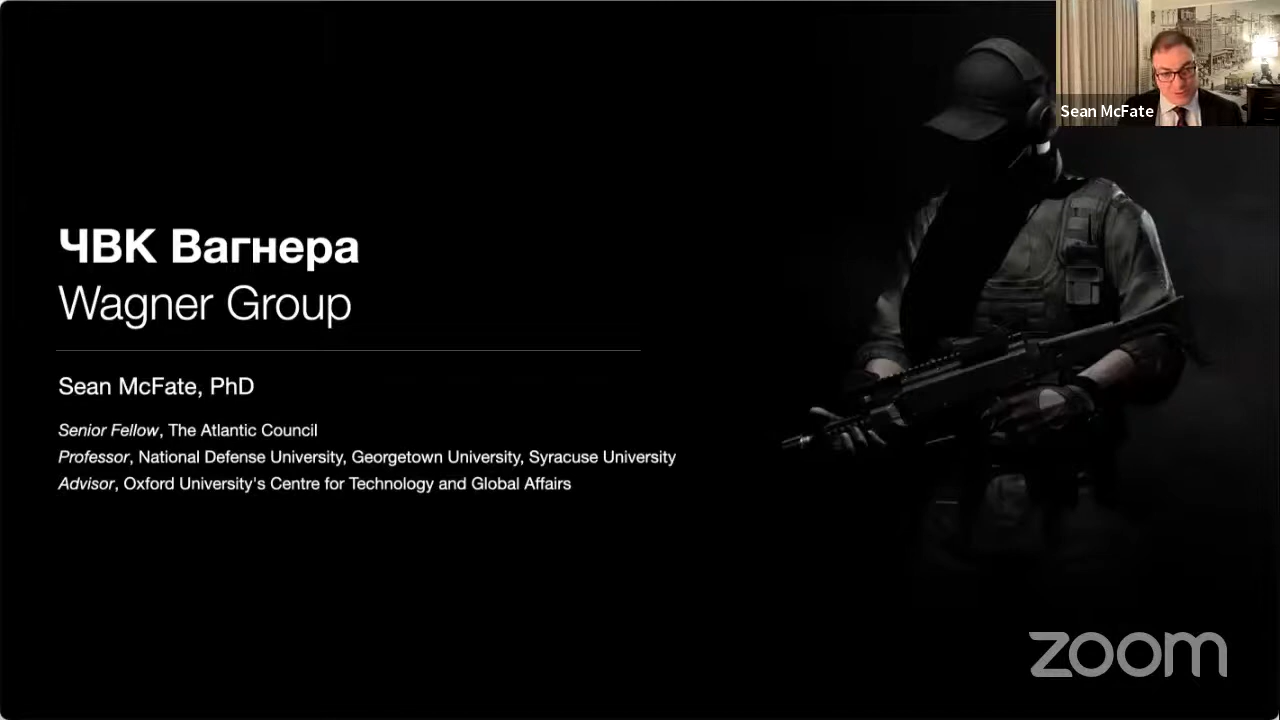 Sean McFate
ЧВК Вагнера
Wagner Group
Sean McFate, PhD
Senior Fellow, The Atlantic Council
Professor, National Defense University, Georgetown University, Syracuse University
Advisor, Oxford University's Centre for Technology and Global Affairs
zoom